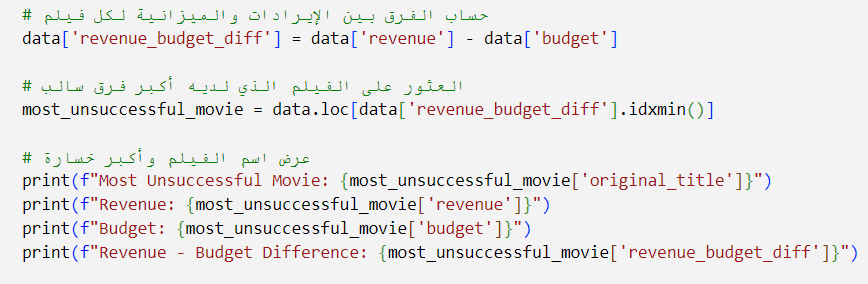 # حساب الفرق بين الإيرادات والميزانية لكل فيلم
data['revenue_budget_diff'] = data['revenue'] - data['budget']
# العثور على الفيلم الذي لديه أكبر فرق سالب
most_unsuccessful_movie = data.loc[data['revenue_budget_diff'].idxmin()]
# عرض اسم الفيلم وأكبر خسارة
print(f"Most Unsuccessful Movie: {most_unsuccessful_movie['original_title']}")
print(f"Revenue: {most_unsuccessful_movie['revenue']}")
print(f"Budget: {most_unsuccessful_movie['budget']}")
print(f"Revenue - Budget Difference: {most_unsuccessful_movie['revenue_budget_diff']}")